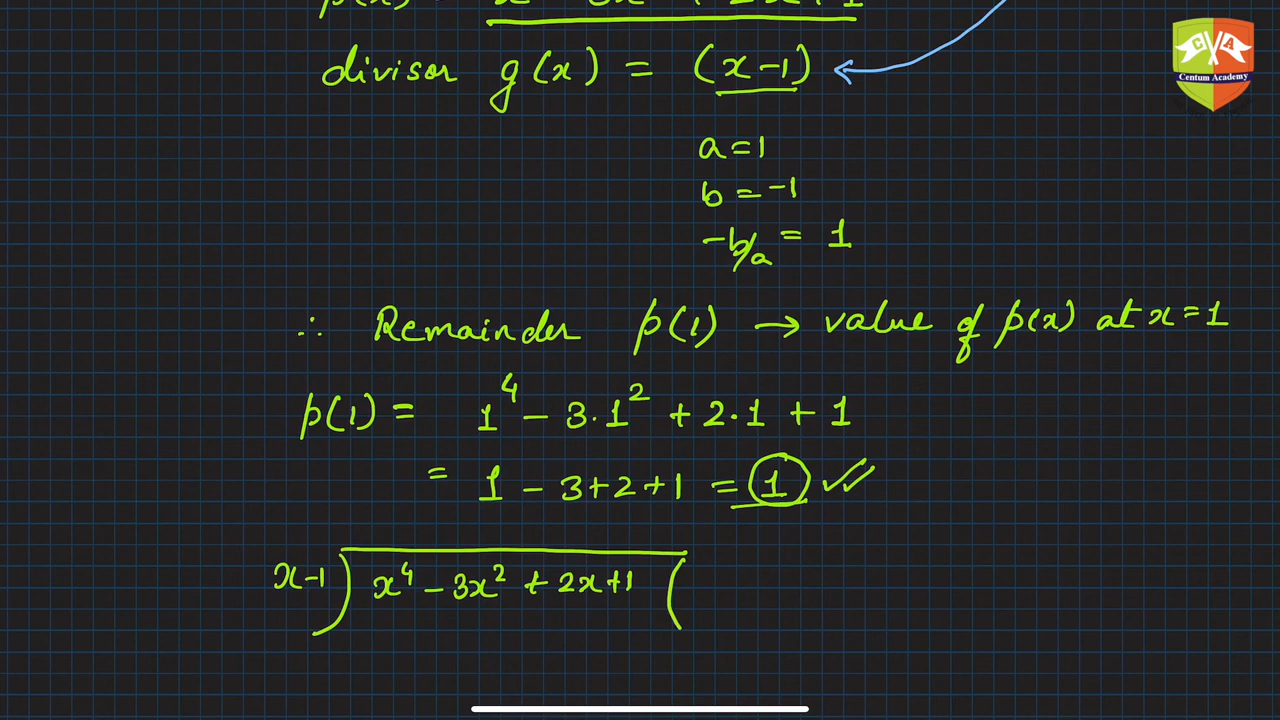 divisor g(x) = (x-1)
a=1
b = -1
-b/a = 1
∴ Remainder p(1) → value of p(x) at x=1
p(1) = 1⁴ - 3·1² + 2·1 + 1
= 1 - 3+2+1 = 1
x-1) x⁴ - 3x² + 2x+1 (
C A
Centum Academy